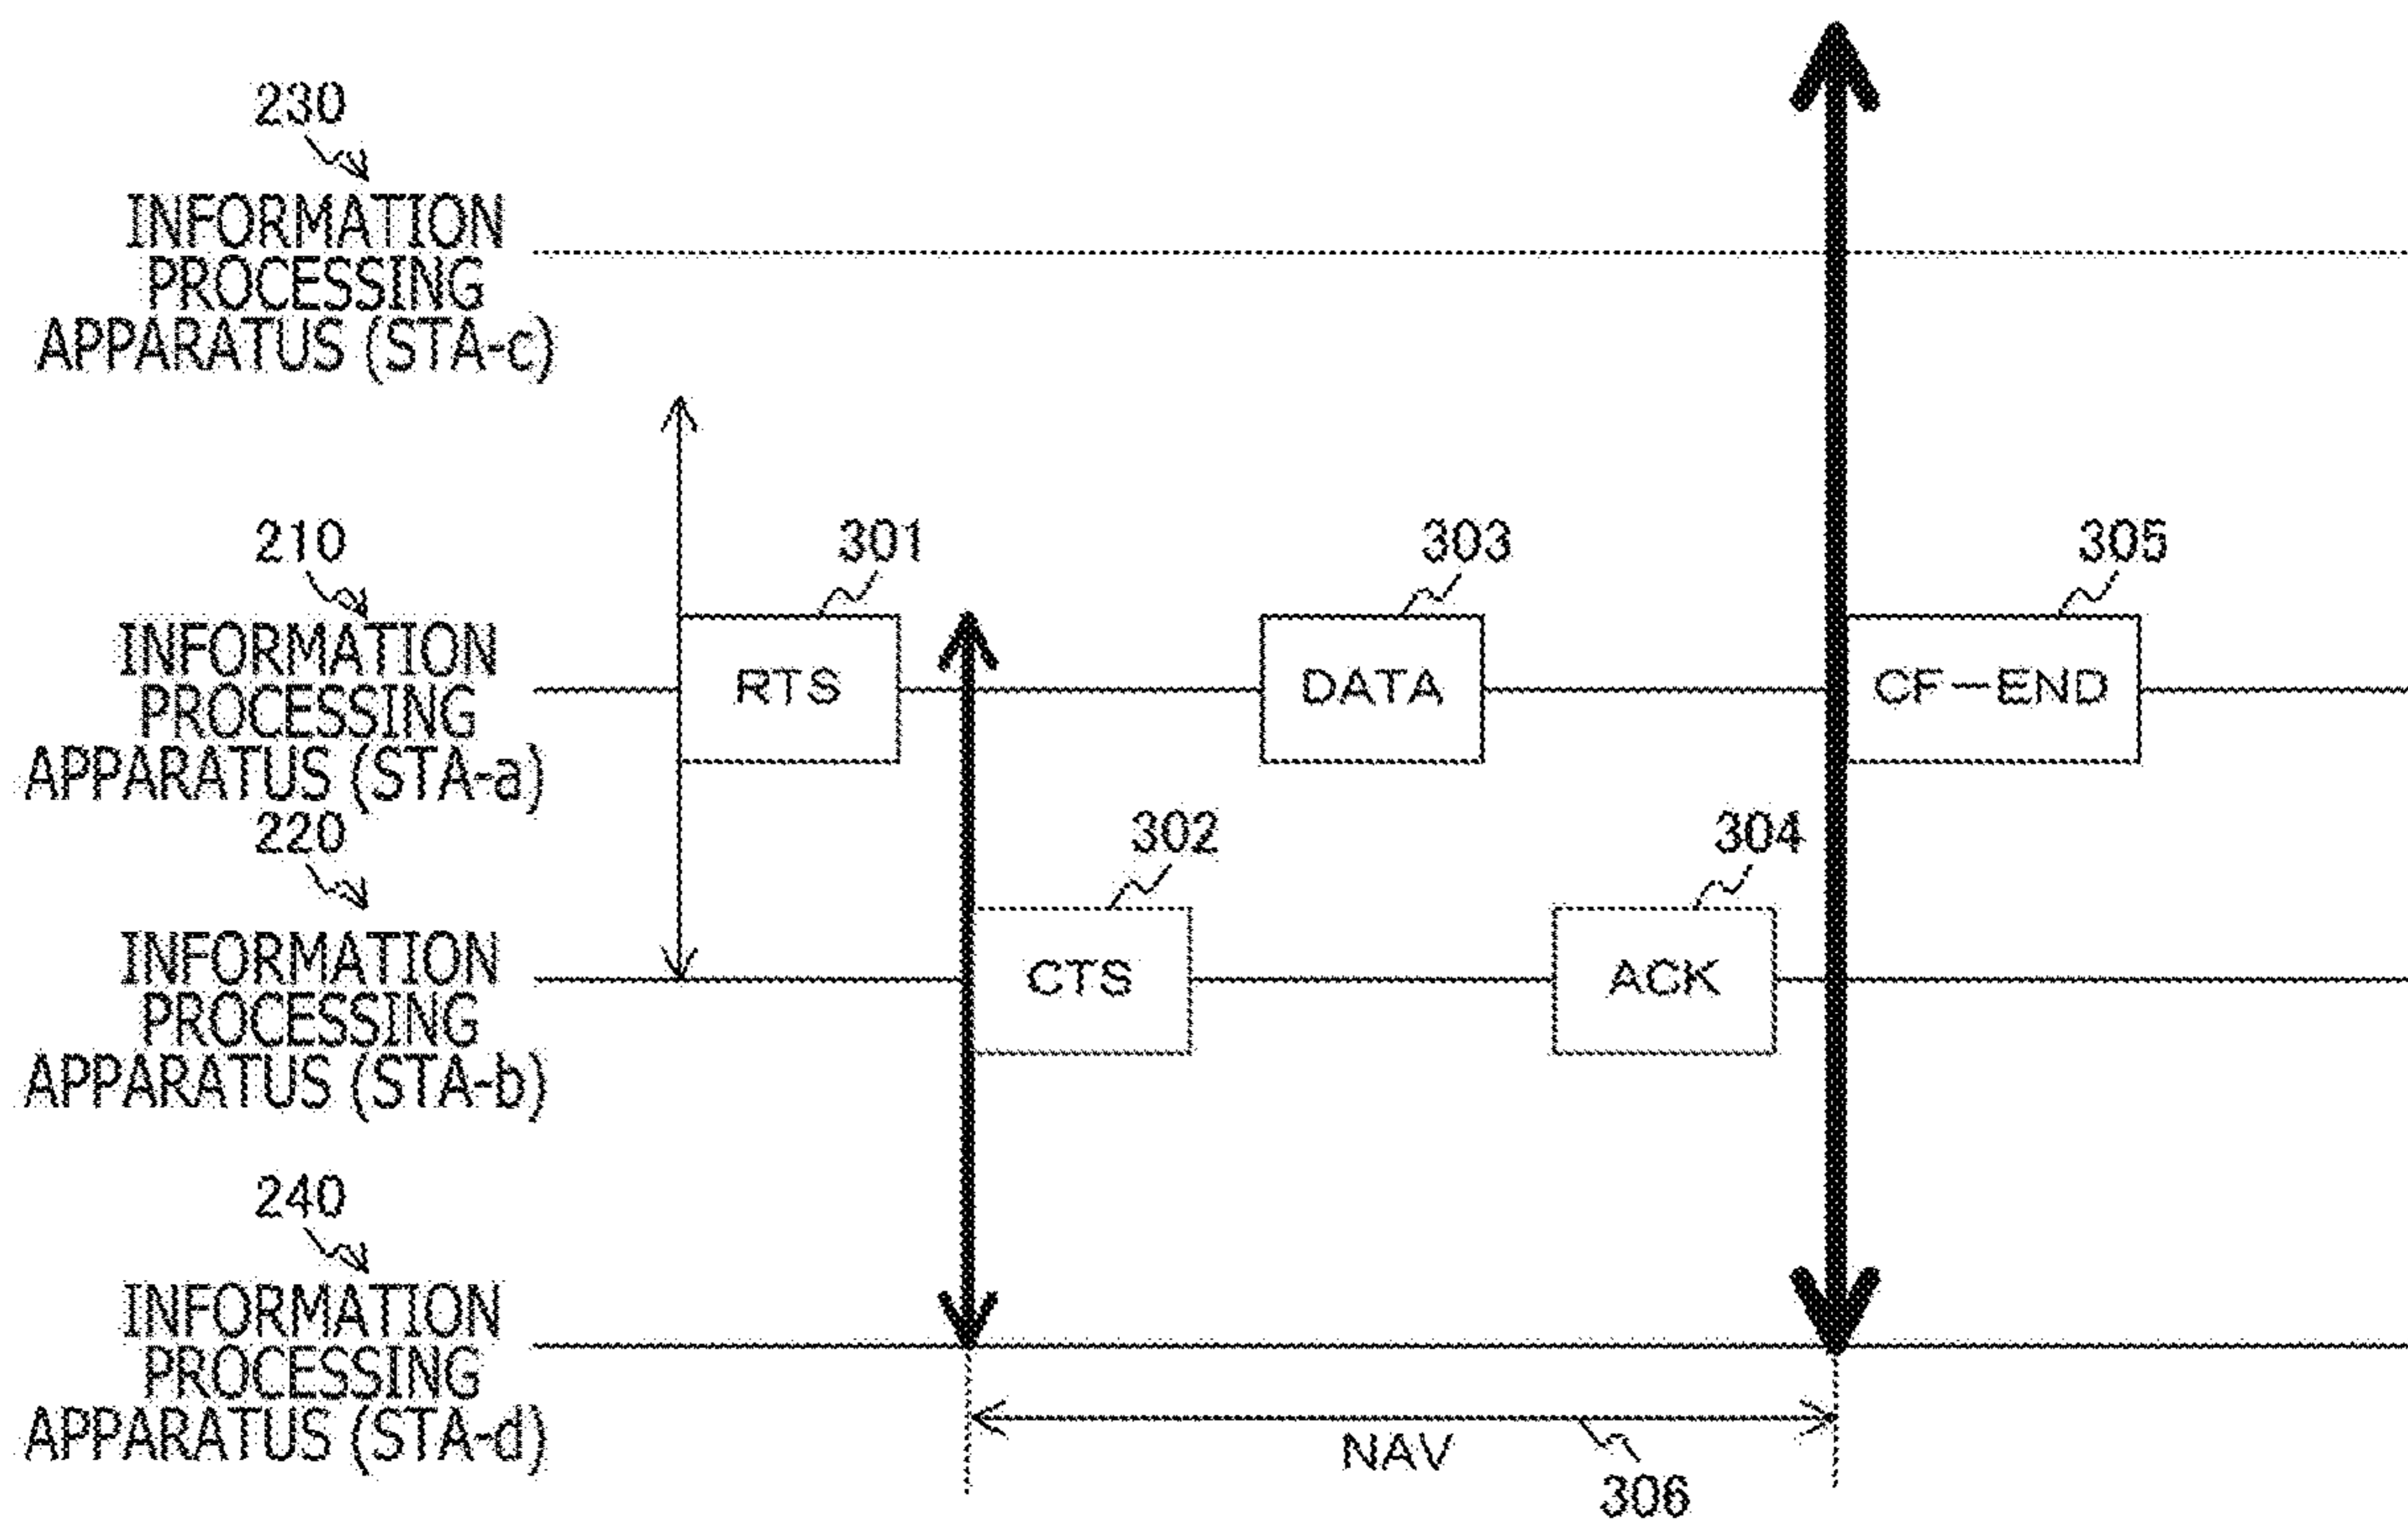 230
INFORMATION
PROCESSING
APPARATUS (STA-c)
210
301
303
305
INFORMATION
PROCESSING
APPARATUS (STA-a)
RTS
DATA
CF-END
220
302
304
INFORMATION
PROCESSING
APPARATUS (STA-b)
CTS
ACK
240
INFORMATION
PROCESSING
APPARATUS (STA-d)
NAV
306